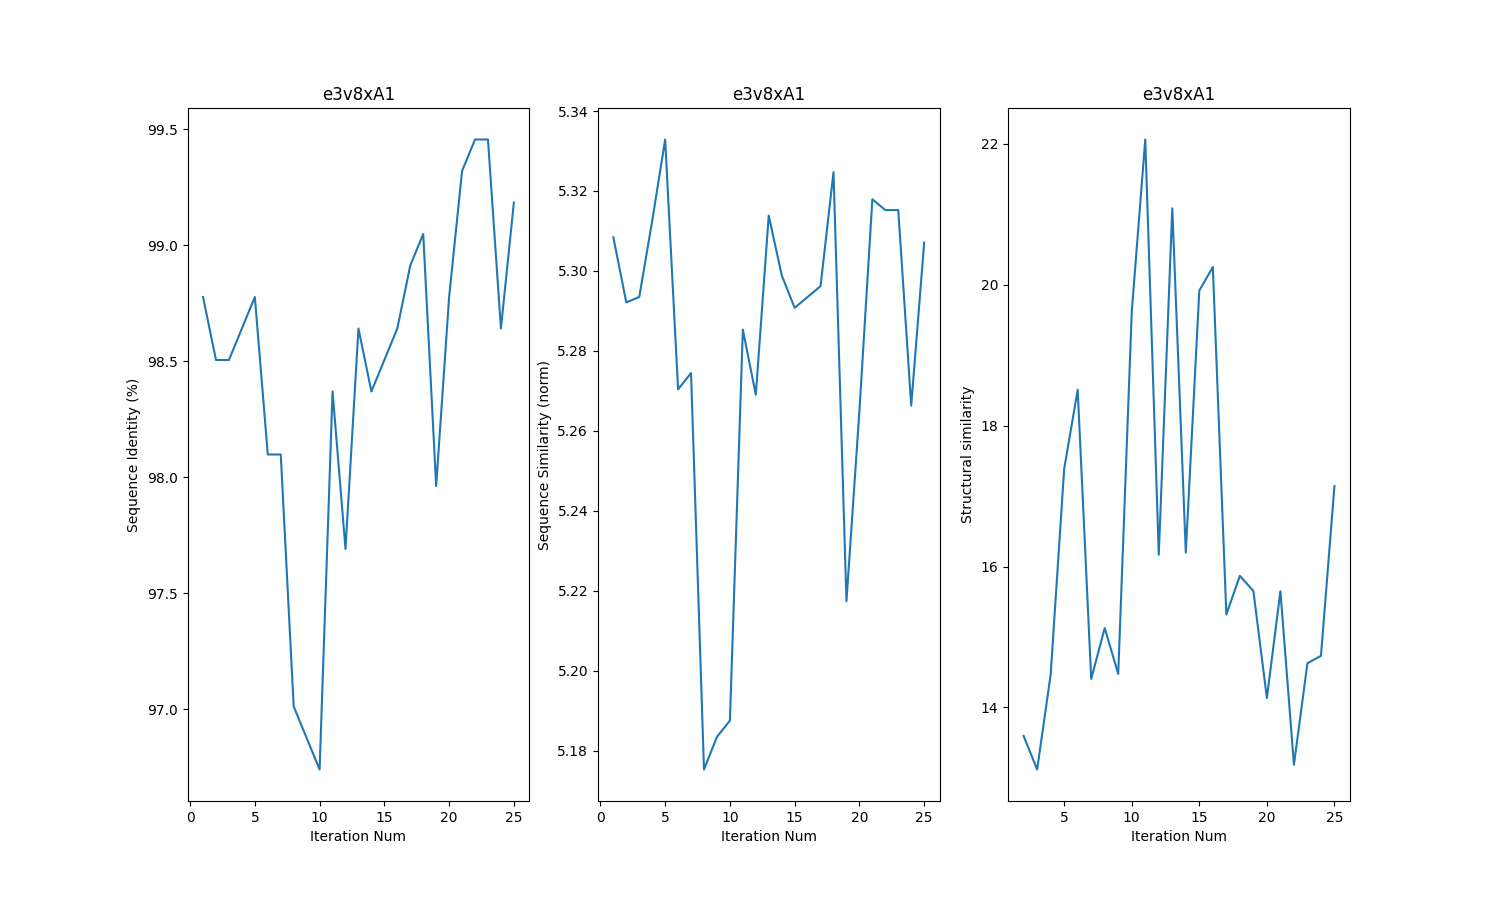 e3v8xA1
99.5
99.0
98.5
98.0
97.5
97.0
Sequence Identity (%)
0 5 10 15 20 25
Iteration Num
e3v8xA1
5.34
5.32
5.30
5.28
5.26
5.24
5.22
5.20
5.18
Sequence Similarity (norm)
0 5 10 15 20 25
Iteration Num
e3v8xA1
22
20
18
16
14
Structural similarity
5 10 15 20 25
Iteration Num